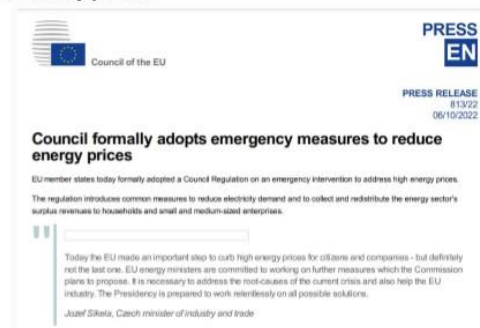 Council of the EU
PRESS
EN
PRESS RELEASE
813/22
06/10/2022
Council formally adopts emergency measures to reduce
energy prices
EU member states today formally adopted a Council Regulation on an emergency intervention to address high energy prices.
The regulation introduces common measures to reduce electricity demand and to collect and redistribute the energy sector's
surplus revenues to households and small and medium-sized enterprises.
Today the EU made an important step to curb high energy prices for citizens and companies - but definitely
not the last one. EU energy ministers are committed to working on further measures which the Commission
plans to propose. It is necessary to address the root-causes of the current crisis and also help the EU
industry. The Presidency is prepared to work relentlessly on all possible solutions.
Jozef Síkela, Czech minister of industry and trade